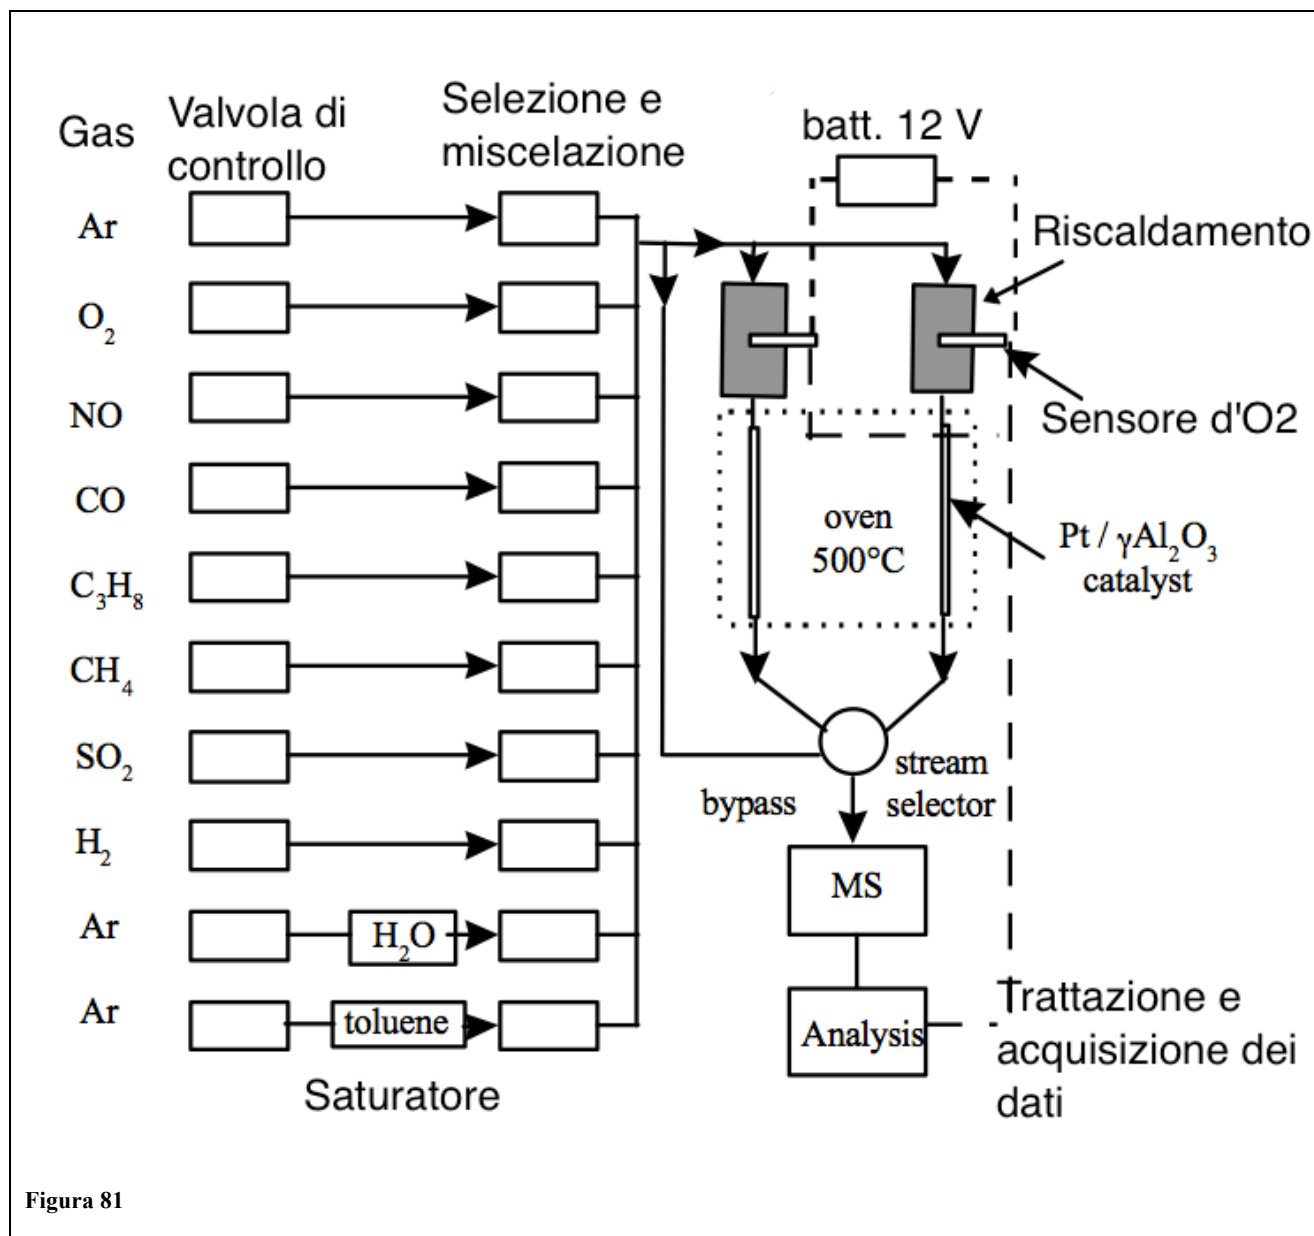 Gas
Valvola di
controllo
Selezione e
miscelazione
batt. 12 V
Ar
O2
NO
CO
C3H8
CH4
SO2
H2
Ar
H2O
Ar
toluene
Saturatore
Riscaldamento
Sensore d'O2
oven
500°C
Pt / γAl2O3
catalyst
bypass
stream
selector
MS
Analysis
Trattazione e
acquisizione dei
dati
Figura 81